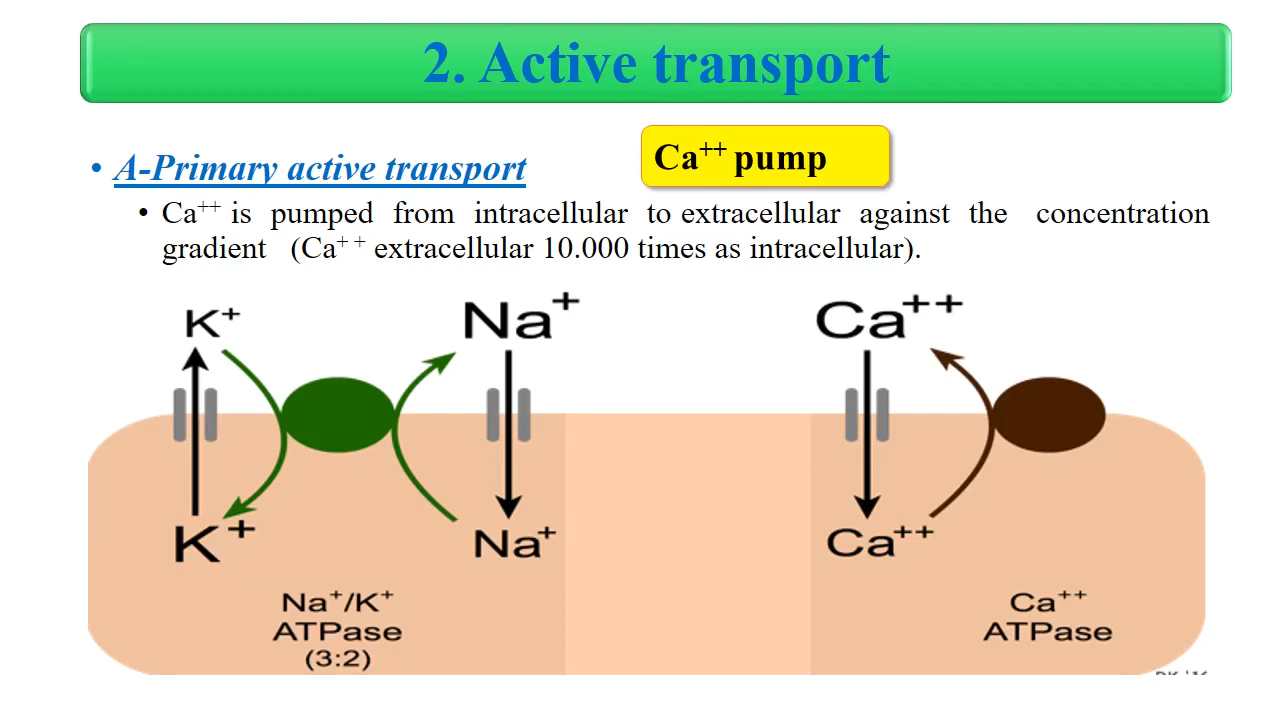 2. Active transport
• A-Primary active transport
Ca⁺⁺ pump
• Ca⁺⁺ is pumped from intracellular to extracellular against the concentration
gradient (Ca⁺ ⁺ extracellular 10.000 times as intracellular).
K⁺
Na⁺
Ca⁺⁺
K⁺
Na⁺
Ca⁺⁺
Na⁺/K⁺
ATPase
(3:2)
Ca⁺⁺
ATPase